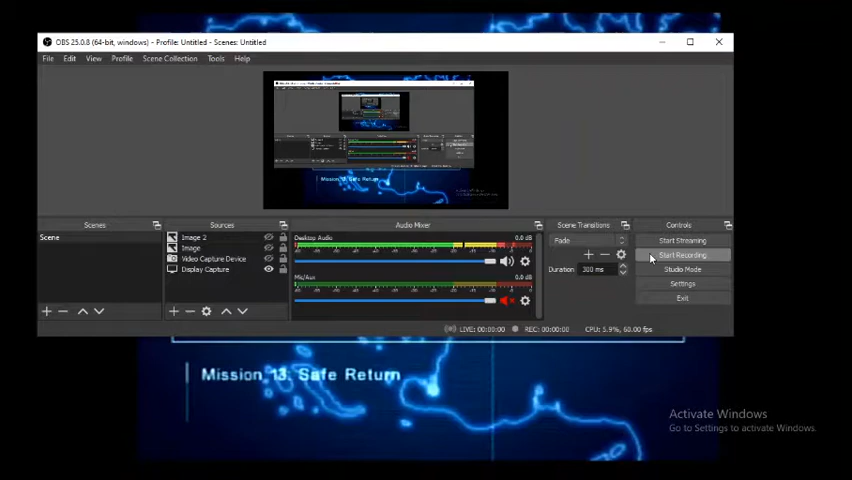 OBS 25.0.8 (64-bit, windows) - Profile: Untitled - Scenes: Untitled
File Edit View Profile Scene Collection Tools Help
Mission 13. Safe Return
Scenes
Sources
Audio Mixer
Scene Transitions
Controls
Scene
Image 2
Image
Video Capture Device
Display Capture
Desktop Audio 0.0 dB
Mic/Aux 0.0 dB
Fade
Duration 300 ms
Start Streaming
Start Recording
Studio Mode
Settings
Exit
LIVE: 00:00:00 REC: 00:00:00 CPU: 5.9%, 60.00 fps
Mission 13. Safe Return
Activate Windows
Go to Settings to activate Windows.